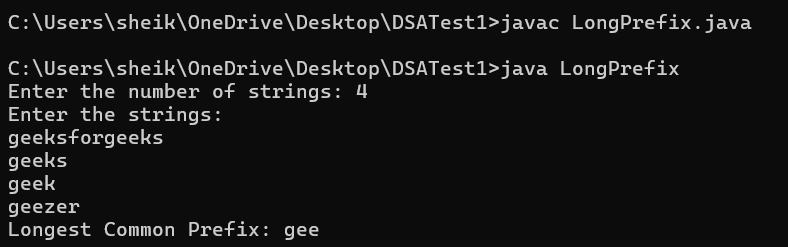 C:\Users\sheik\OneDrive\Desktop\DSATest1>javac LongPrefix.java
C:\Users\sheik\OneDrive\Desktop\DSATest1>java LongPrefix
Enter the number of strings: 4
Enter the strings:
geeksforgeeks
geeks
geek
geezer
Longest Common Prefix: gee